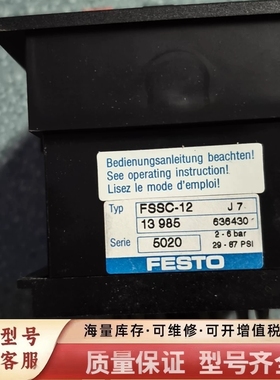 Bedienungsanleitung beachten!
See operating instruction!
Lisez le mode d'emploi!
Typ FSSC-12 J 7
13 985 636430
2 - 6 bar
Serie 5020 29 - 87 PSI
FESTO
型号
客服
海量库存·可维修·可开增值税
质量保证 型号齐全